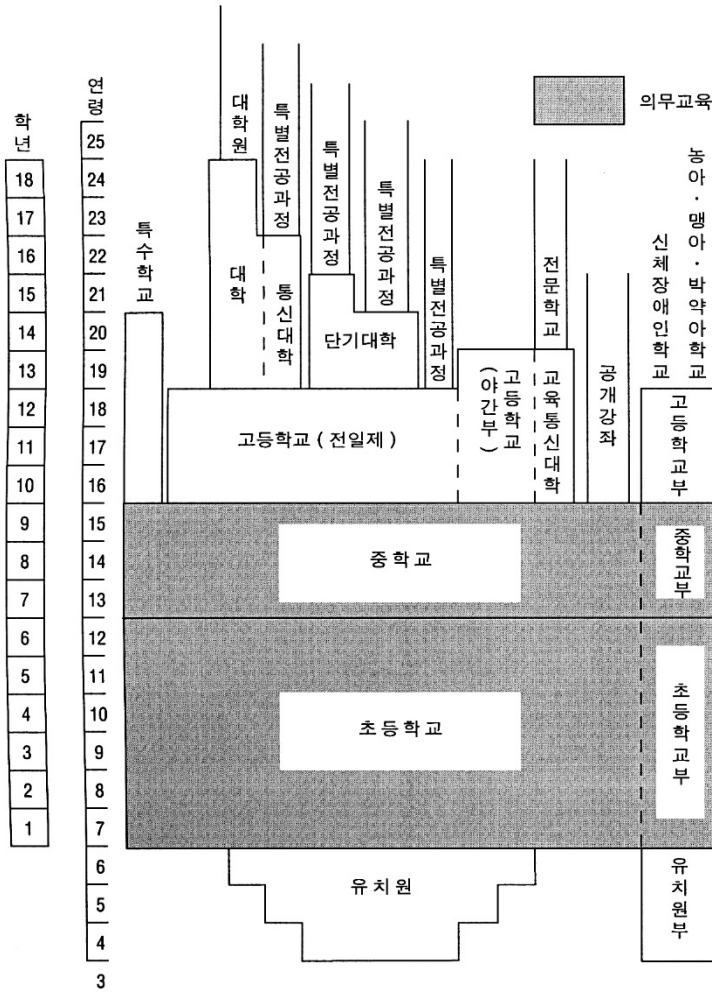 의무교육
학년
연령
18
17
16
15
14
13
12
11
10
9
8
7
6
5
4
3
2
1
25
24
23
22
21
20
19
18
17
16
15
14
13
12
11
10
9
8
7
6
5
4
3
특수학교
대학원
대학
특별전공과정
통신대학
특별전공과정
단기대학
특별전공과정
특별전공과정
고등학교 ( 전일제 )
고등학교
(야간부)
전문학교
교육통신대학
공개강좌
신체장애인학교
농아·맹아·박약아학교
고등학교부
중학교
중학교부
초등학교
초등학교부
유치원
유치원부